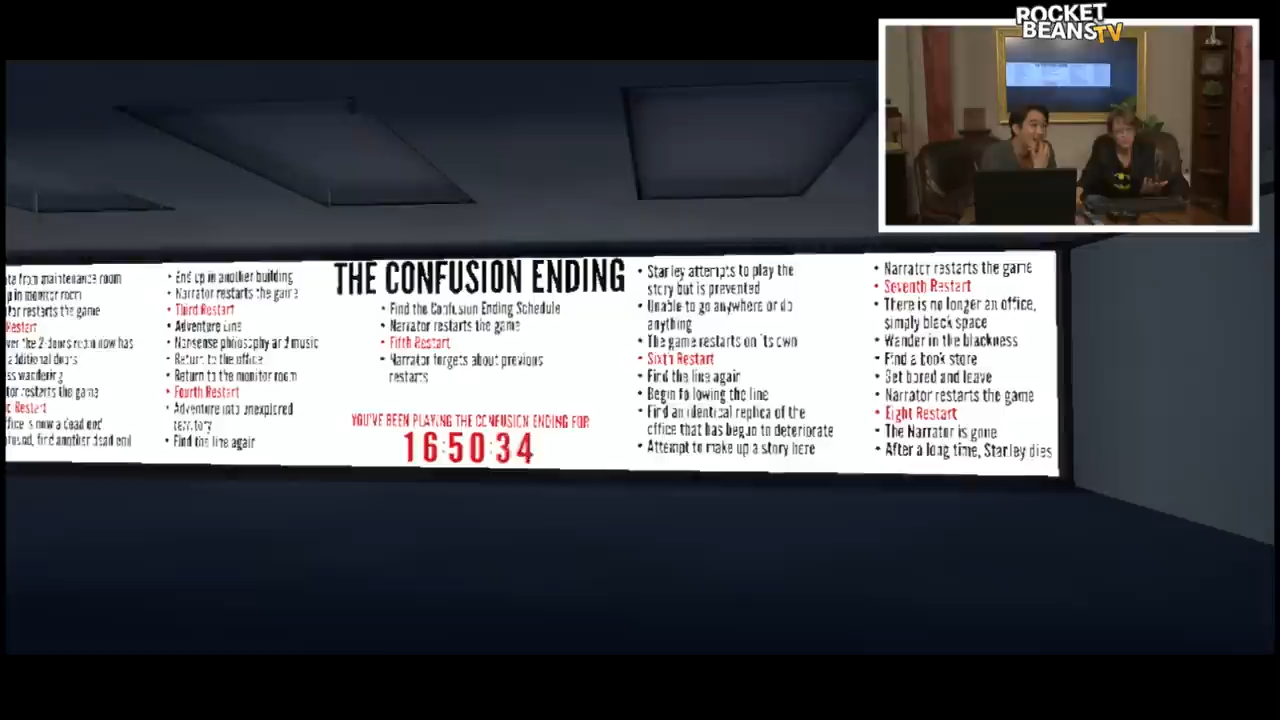 ROCKET
BEANSTV
from maintenance room
in monitor room
restarts the game
Restart
the 2-doors room now has
additional doors
wandering
restarts the game
Restart
is now a dead end
find another dead end
• End up in another building
• Narrator restarts the game
• Third Restart
• Adventure Line
• Nonsense philosophy and music
• Return to the office
• Return to the monitor room
• Fourth Restart
• Adventure into unexplored
territory
• Find the line again
THE CONFUSION ENDING
• Find the Confusion Ending Schedule
• Narrator restarts the game
• Fifth Restart
• Narrator forgets about previous
restarts
YOU'VE BEEN PLAYING THE CONFUSION ENDING FOR
16:50:34
• Stanley attempts to play the
story but is prevented
• Unable to go anywhere or do
anything
• The game restarts on its own
• Sixth Restart
• Find the line again
• Begin following the line
• Find an identical replica of the
office that has begun to deteriorate
• Attempt to make up a story here
• Narrator restarts the game
• Seventh Restart
• There is no longer an office,
simply black space
• Wander in the blackness
• Find a book store
• Get bored and leave
• Narrator restarts the game
• Eight Restart
• The Narrator is gone
• After a long time, Stanley dies